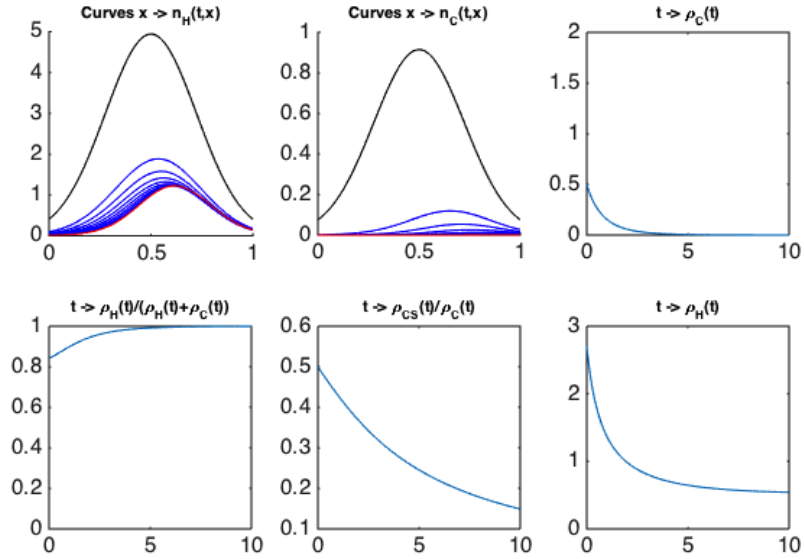 Curves x -> n_H(t,x)
5
4
3
2
1
0
0 0.5 1
Curves x -> n_C(t,x)
1
0.8
0.6
0.4
0.2
0
0 0.5 1
t -> ρ_C(t)
2
1.5
1
0.5
0
0 5 10
t -> ρ_H(t)/(ρ_H(t)+ρ_C(t))
1
0.8
0.6
0.4
0.2
0
0 5 10
t -> ρ_CS(t)/ρ_C(t)
0.6
0.5
0.4
0.3
0.2
0.1
0 5 10
t -> ρ_H(t)
3
2
1
0
0 5 10